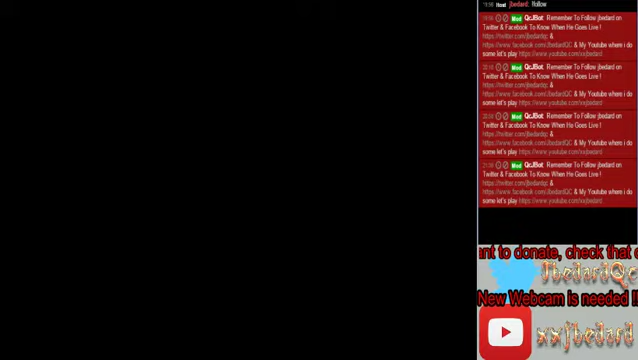 Host jbedard: !follow
Mod QcJBot: Remember To Follow jbedard on
Twitter & Facebook To Know When He Goes Live !
https://twitter.com/jbedardqc &
https://www.facebook.com/JbedardQC & My Youtube where i do
some let's play https://www.youtube.com/xxjbedard
Mod QcJBot: Remember To Follow jbedard on
Twitter & Facebook To Know When He Goes Live !
https://twitter.com/jbedardqc &
https://www.facebook.com/JbedardQC & My Youtube where i do
some let's play https://www.youtube.com/xxjbedard
Mod QcJBot: Remember To Follow jbedard on
Twitter & Facebook To Know When He Goes Live !
https://twitter.com/jbedardqc &
https://www.facebook.com/JbedardQC & My Youtube where i do
some let's play https://www.youtube.com/xxjbedard
Mod QcJBot: Remember To Follow jbedard on
Twitter & Facebook To Know When He Goes Live !
https://twitter.com/jbedardqc &
https://www.facebook.com/JbedardQC & My Youtube where i do
some let's play https://www.youtube.com/xxjbedard
ant to donate, check that
JbedardQc
New Webcam is needed !!
xxjbedard